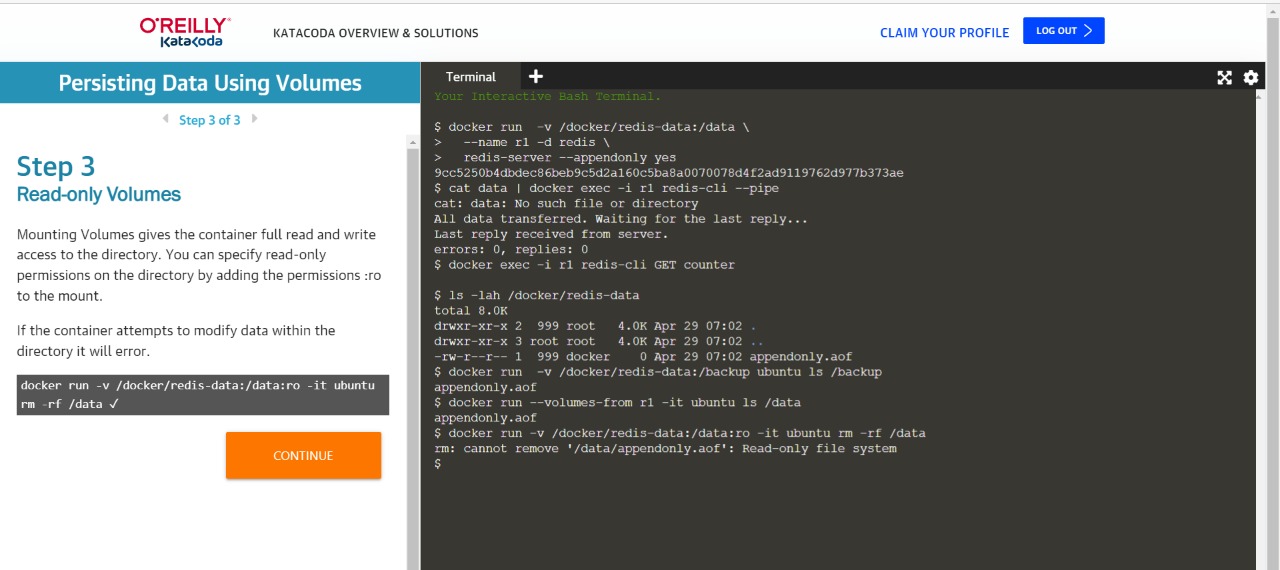 O'REILLY®
Katacoda
KATACODA OVERVIEW & SOLUTIONS
CLAIM YOUR PROFILE
LOG OUT
Persisting Data Using Volumes
Step 3 of 3
Step 3
Read-only Volumes
Mounting Volumes gives the container full read and write
access to the directory. You can specify read-only
permissions on the directory by adding the permissions :ro
to the mount.
If the container attempts to modify data within the
directory it will error.
docker run -v /docker/redis-data:/data:ro -it ubuntu
rm -rf /data ✓
CONTINUE
Terminal
Your Interactive Bash Terminal.
$ docker run  -v /docker/redis-data:/data \
>   --name r1 -d redis \
>   redis-server --appendonly yes
9cc5250b4dbdec86beb9c5d2a160c5ba8a0070078d4f2ad9119762d977b373ae
$ cat data | docker exec -i r1 redis-cli --pipe
cat: data: No such file or directory
All data transferred. Waiting for the last reply...
Last reply received from server.
errors: 0, replies: 0
$ docker exec -i r1 redis-cli GET counter
$ ls -lah /docker/redis-data
total 8.0K
drwxr-xr-x 2  999 root   4.0K Apr 29 07:02 .
drwxr-xr-x 3 root root   4.0K Apr 29 07:02 ..
-rw-r--r-- 1  999 docker    0 Apr 29 07:02 appendonly.aof
$ docker run  -v /docker/redis-data:/backup ubuntu ls /backup
appendonly.aof
$ docker run --volumes-from r1 -it ubuntu ls /data
appendonly.aof
$ docker run -v /docker/redis-data:/data:ro -it ubuntu rm -rf /data
rm: cannot remove '/data/appendonly.aof': Read-only file system
$